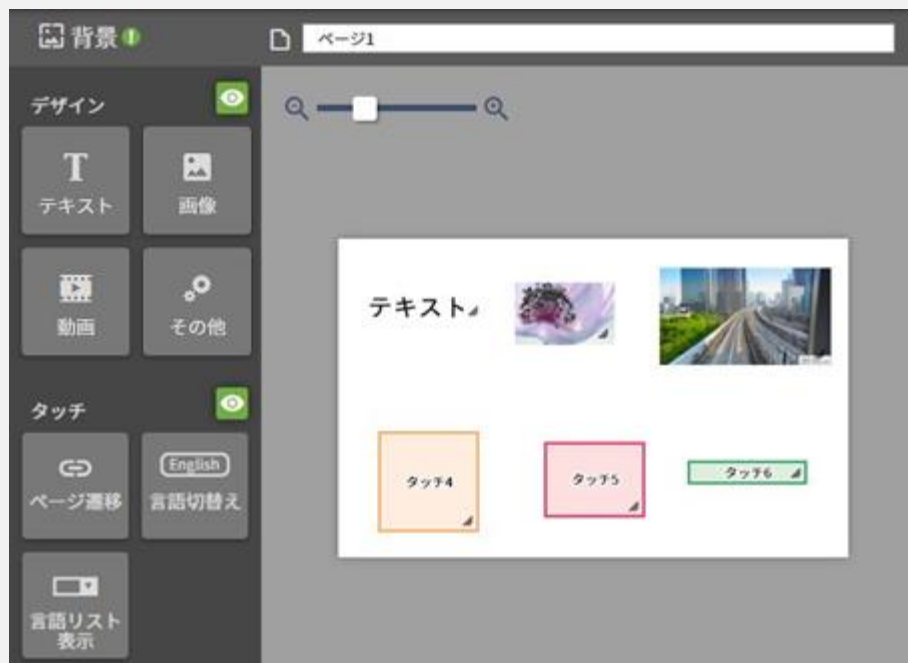 背景
ページ1
デザイン
T
テキスト
画像
動画
その他
タッチ
ページ遷移
English
言語切替え
言語リスト
表示
テキスト
タッチ4
タッチ5
タッチ6